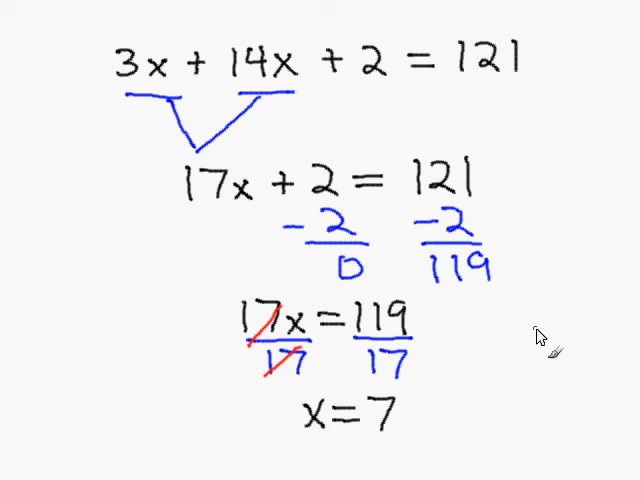 3x + 14x + 2 = 121
17x + 2 = 121
- 2 - 2
0 119
17x = 119
17 17
x = 7